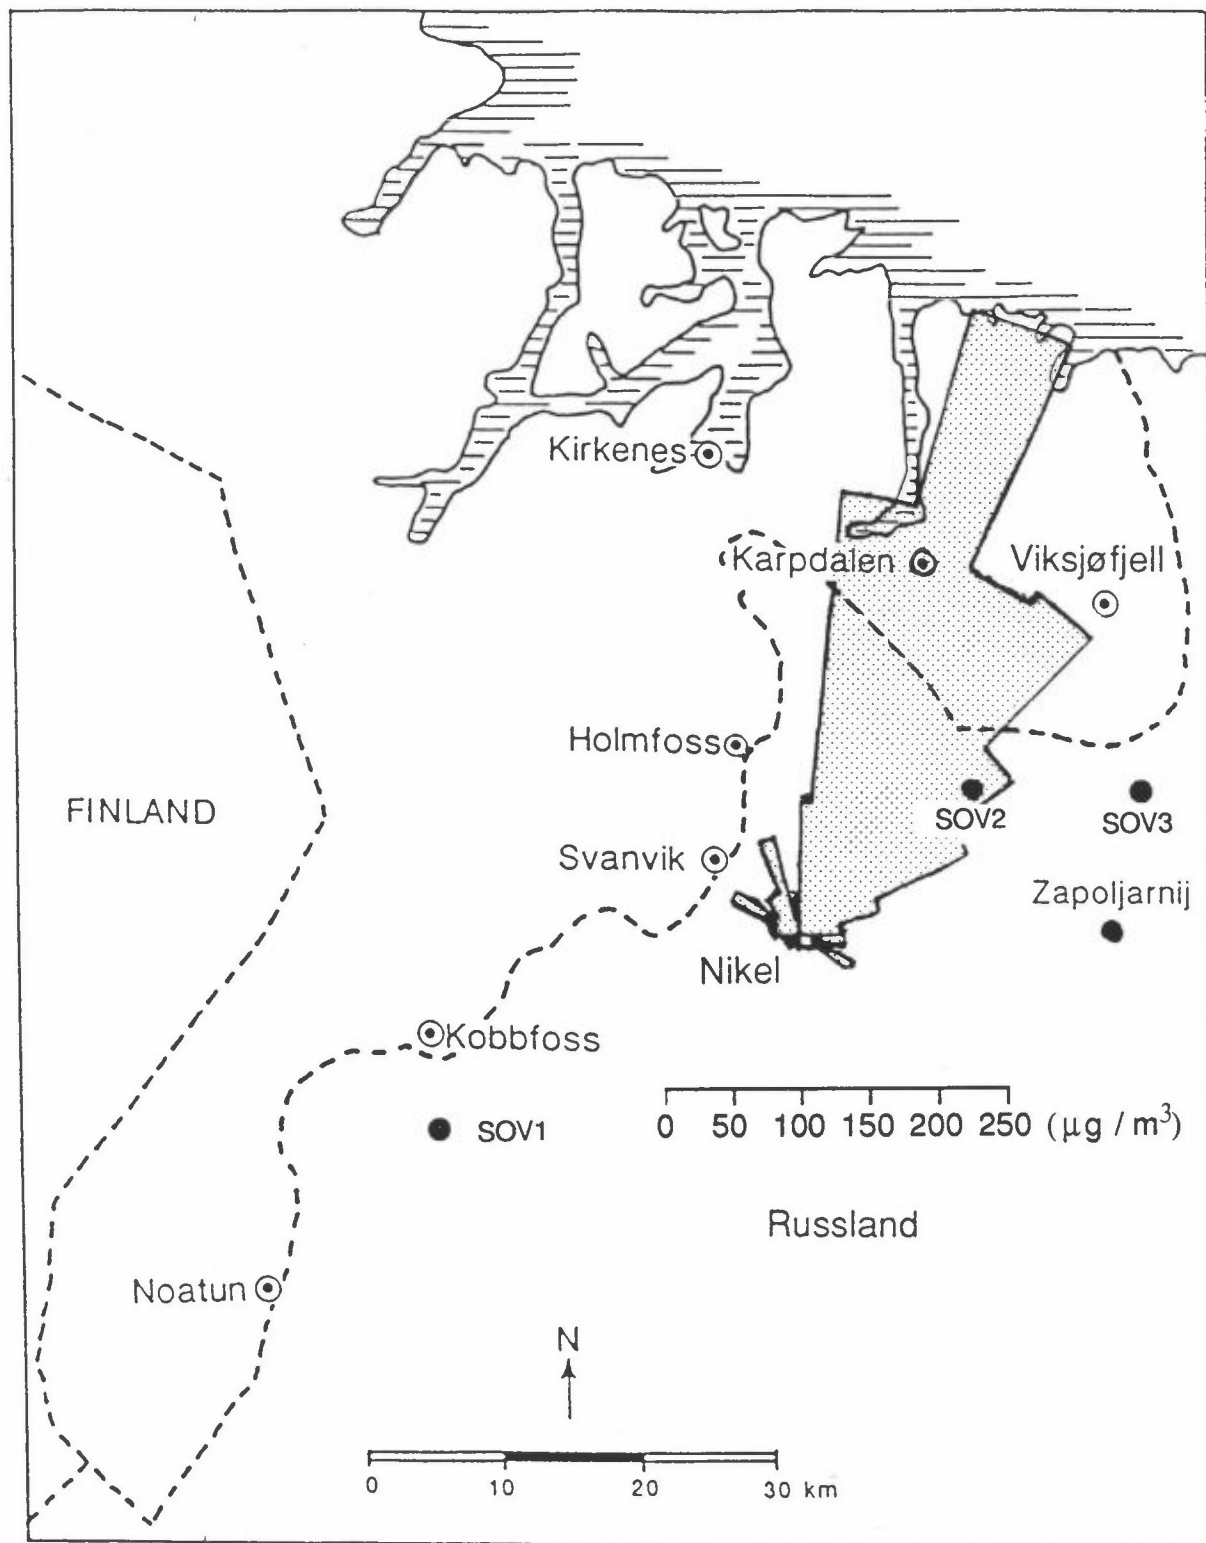 Kirkenes
Karpdalen
Viksjøfjell
Holmfoss
FINLAND
SOV2
SOV3
Svanvik
Zapoljarnij
Nikel
Kobbfoss
SOV1
0 50 100 150 200 250 (µg / m³)
Russland
Noatun
N
0 10 20 30 km